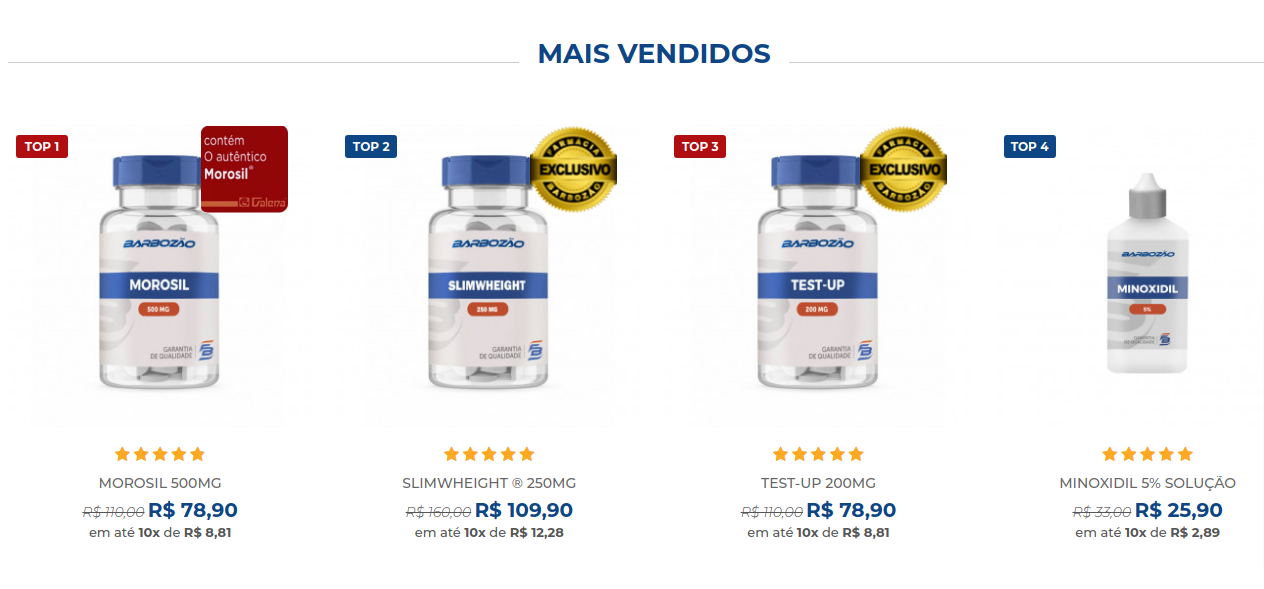 MAIS VENDIDOS
TOP 1
contém
O autêntico
Morosil®
Galena
BARBOZÃO
MOROSIL
500 MG
GARANTIA
DE QUALIDADE
MOROSIL 500MG
R$ 110,00 R$ 78,90
em até 10x de R$ 8,81
TOP 2
FARMÁCIA
EXCLUSIVO
BARBOZÃO
BARBOZÃO
SLIMWHEIGHT
250 MG
GARANTIA
DE QUALIDADE
SLIMWHEIGHT ® 250MG
R$ 160,00 R$ 109,90
em até 10x de R$ 12,28
TOP 3
FARMÁCIA
EXCLUSIVO
BARBOZÃO
BARBOZÃO
TEST-UP
200 MG
GARANTIA
DE QUALIDADE
TEST-UP 200MG
R$ 110,00 R$ 78,90
em até 10x de R$ 8,81
TOP 4
BARBOZÃO
MINOXIDIL
5%
GARANTIA
DE QUALIDADE
MINOXIDIL 5% SOLUÇÃO
R$ 33,00 R$ 25,90
em até 10x de R$ 2,89